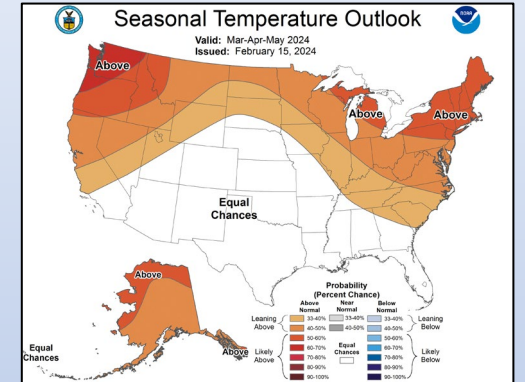 Seasonal Temperature Outlook
Valid: Mar-Apr-May 2024
Issued: February 15, 2024
NOAA
Above
Above
Above
Equal
Chances
Above
Above
Equal
Chances
Probability
(Percent Chance)
Above
Normal
Near
Normal
Below
Normal
Leaning
Above
33-40%
40-50%
33-40%
40-50%
33-40%
40-50%
Leaning
Below
Likely
Above
50-60%
60-70%
70-80%
80-90%
90-100%
Equal
Chances
50-60%
60-70%
70-80%
80-90%
90-100%
Likely
Below